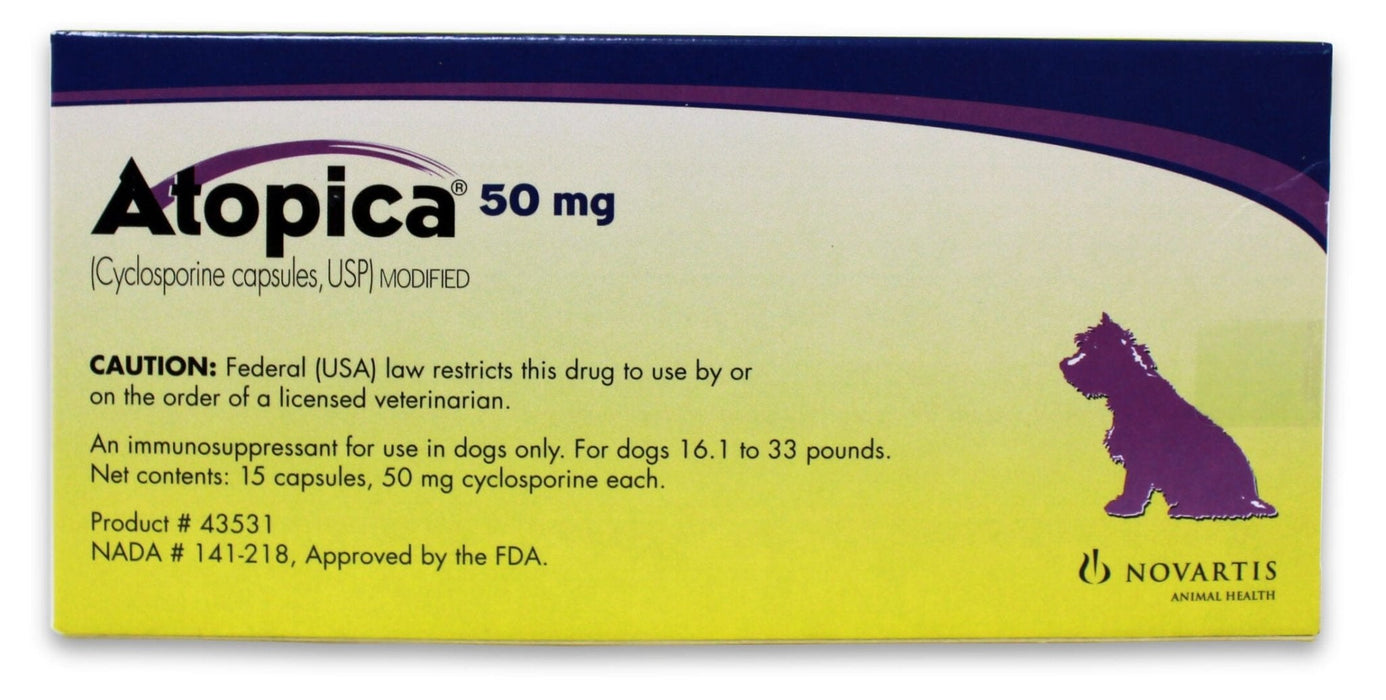 Atopica® 50 mg
(Cyclosporine capsules, USP) MODIFIED
CAUTION: Federal (USA) law restricts this drug to use by or
on the order of a licensed veterinarian.
An immunosuppressant for use in dogs only. For dogs 16.1 to 33 pounds.
Net contents: 15 capsules, 50 mg cyclosporine each.
Product # 43531
NADA # 141-218, Approved by the FDA.
NOVARTIS
ANIMAL HEALTH